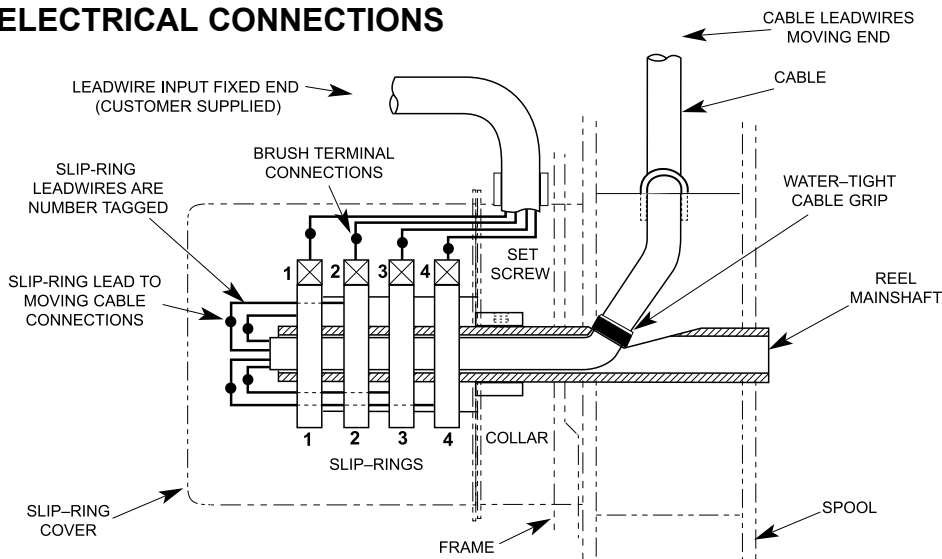 ELECTRICAL CONNECTIONS
CABLE LEADWIRES
MOVING END
LEADWIRE INPUT FIXED END
(CUSTOMER SUPPLIED)
CABLE
BRUSH TERMINAL
CONNECTIONS
SLIP-RING
LEADWIRES ARE
NUMBER TAGGED
WATER–TIGHT
CABLE GRIP
SET
SCREW
1 2 3 4
SLIP-RING LEAD TO
MOVING CABLE
CONNECTIONS
REEL
MAINSHAFT
1 2 3 4
COLLAR
SLIP–RINGS
SLIP–RING
COVER
SPOOL
FRAME